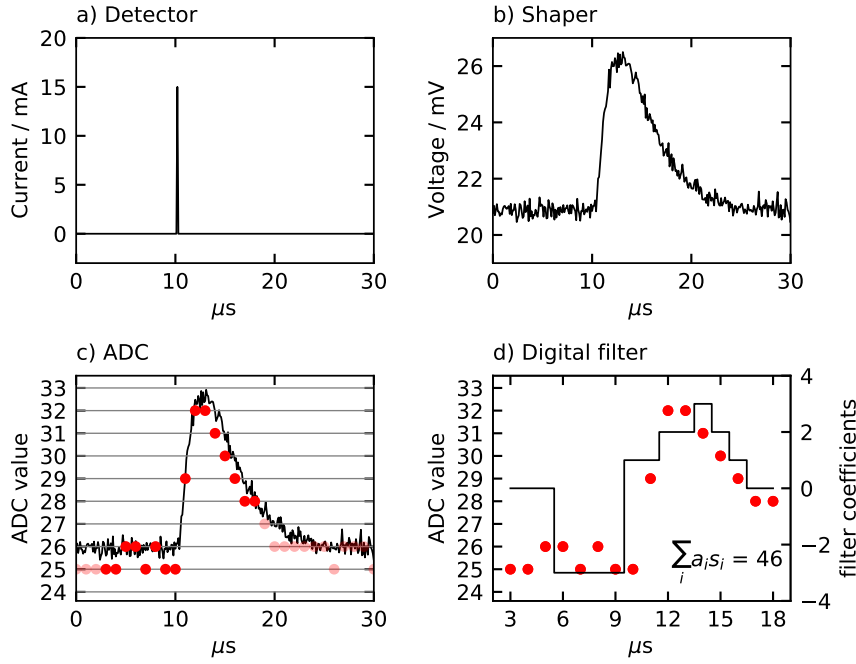 a) Detector
20
15
10
5
0
Current / mA
0 10 20 30
μs
b) Shaper
26
24
22
20
Voltage / mV
0 10 20 30
μs
c) ADC
33
32
31
30
29
28
27
26
25
24
ADC value
0 10 20 30
μs
d) Digital filter
33
32
31
30
29
28
27
26
25
24
ADC value
4
2
0
−2
−4
filter coefficients
∑ᵢ aᵢsᵢ = 46
3 6 9 12 15 18
μs